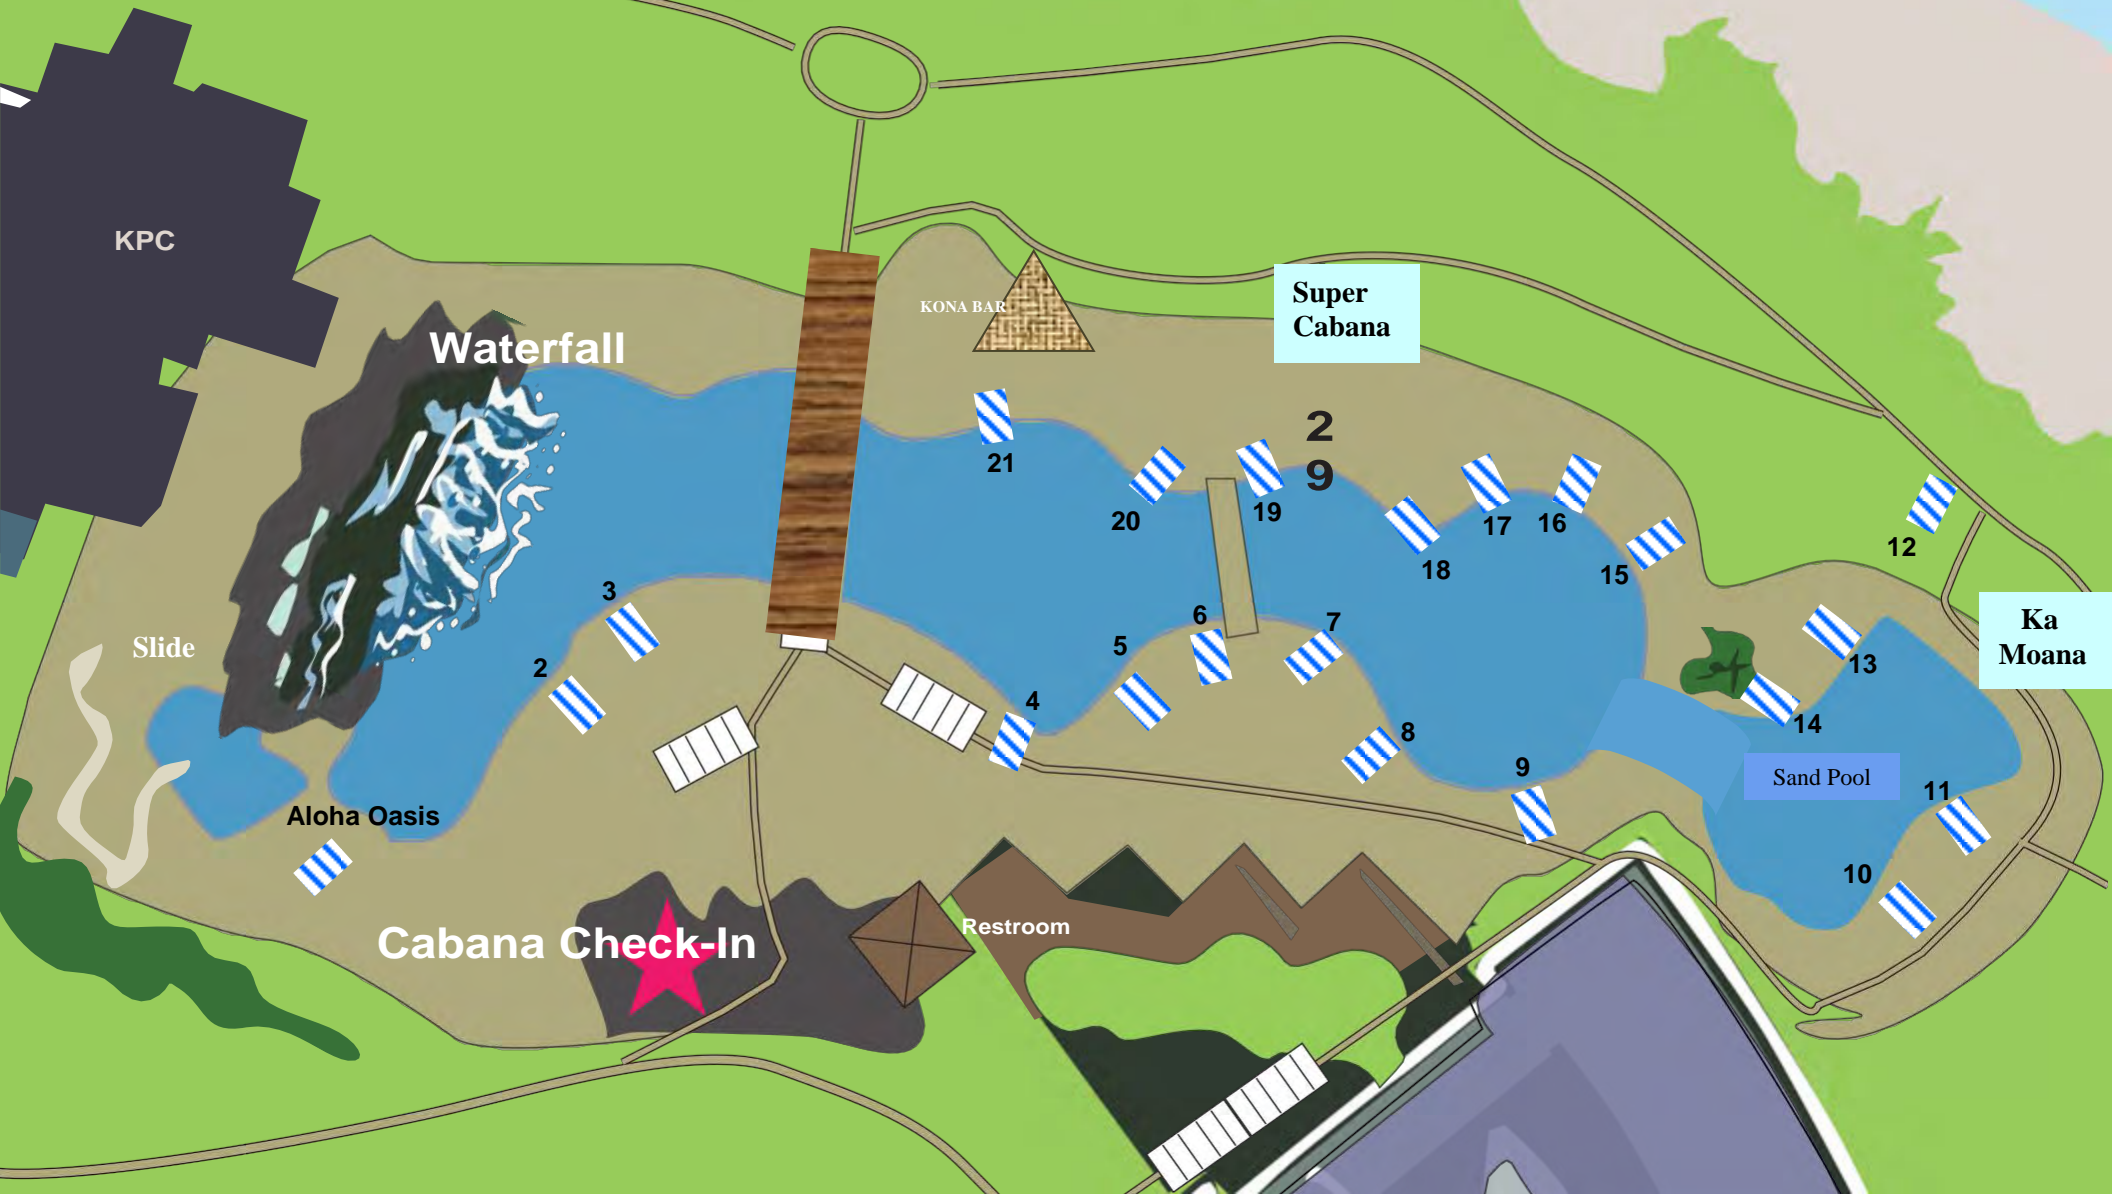 KPC
Waterfall
KONA BAR
Super
Cabana
2
9
21
20
19
18
17
16
15
12
3
2
Slide
6
7
5
4
8
9
13
14
Ka
Moana
Sand Pool
11
10
Aloha Oasis
Cabana Check-In
Restroom